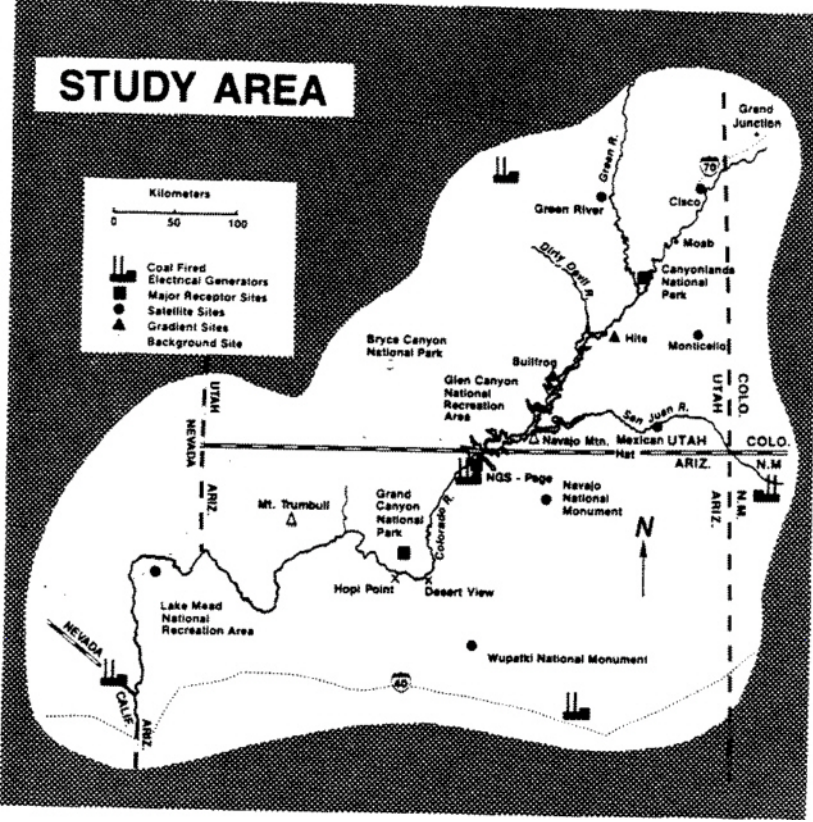 STUDY AREA
Kilometers
0 50 100
Coal Fired
Electrical Generators
Major Receptor Sites
Satellite Sites
Gradient Sites
Background Site
Grand
Junction
Green R.
70
Green River
Cisco
Moab
Dirty Devil R.
Canyonlands
National
Park
Bryce Canyon
National Park
Hite
Monticello
Bullfrog
Glen Canyon
National
Recreation
Area
UTAH
COLO.
UTAH
NEVADA
San Juan R.
Navajo Mtn.
Mexican
Hat
UTAH
COLO.
ARIZ.
N.M
NGS - Page
ARIZ.
Mt. Trumbull
Grand
Canyon
National
Park
Colorado R.
Navajo
National
Monument
ARIZ.
N.M.
N
Hopi Point
Desert View
Lake Mead
National
Recreation Area
NEVADA
Wupatki National Monument
40
CALIF
ARIZ.